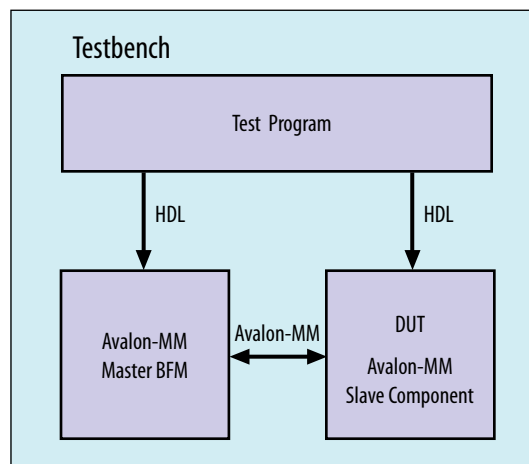 Testbench
Test Program
HDL
HDL
Avalon-MM
Master BFM
Avalon-MM
DUT
Avalon-MM
Slave Component